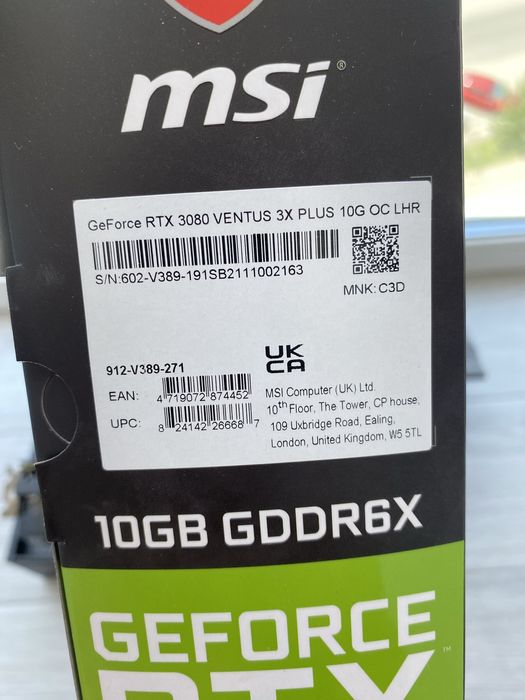 msi®
GeForce RTX 3080 VENTUS 3X PLUS 10G OC LHR
S/N:602-V389-191SB2111002163
MNK: C3D
912-V389-271
UK
CA
EAN: 4 719072 874452
UPC: 8 24142 26668 7
MSI Computer (UK) Ltd.
10th Floor, The Tower, CP house,
109 Uxbridge Road, Ealing,
London, United Kingdom, W5 5TL
10GB GDDR6X
GEFORCE™
RTX